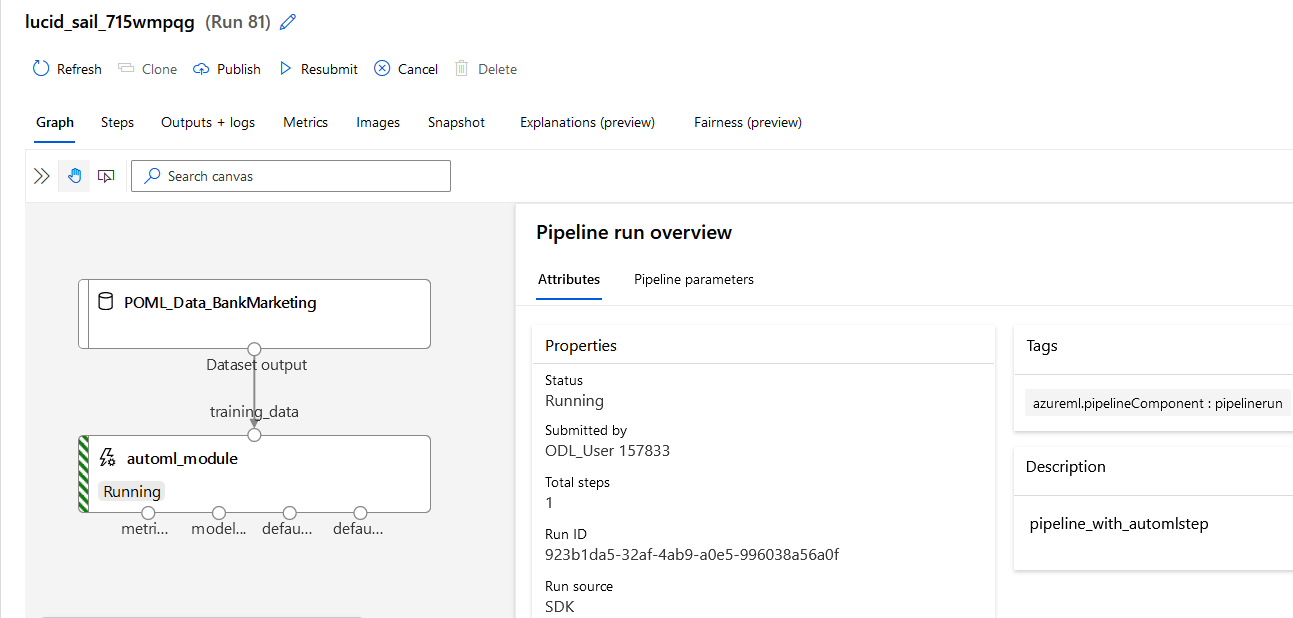 lucid_sail_715wmpqg (Run 81)
Refresh Clone Publish Resubmit Cancel Delete
Graph Steps Outputs + logs Metrics Images Snapshot Explanations (preview) Fairness (preview)
Search canvas
POML_Data_BankMarketing
Dataset output
training_data
automl_module
Running
metri... model... defau... defau...
Pipeline run overview
Attributes Pipeline parameters
Properties
Status
Running
Submitted by
ODL_User 157833
Total steps
1
Run ID
923b1da5-32af-4ab9-a0e5-996038a56a0f
Run source
SDK
Tags
azureml.pipelineComponent : pipelinerun
Description
pipeline_with_automlstep